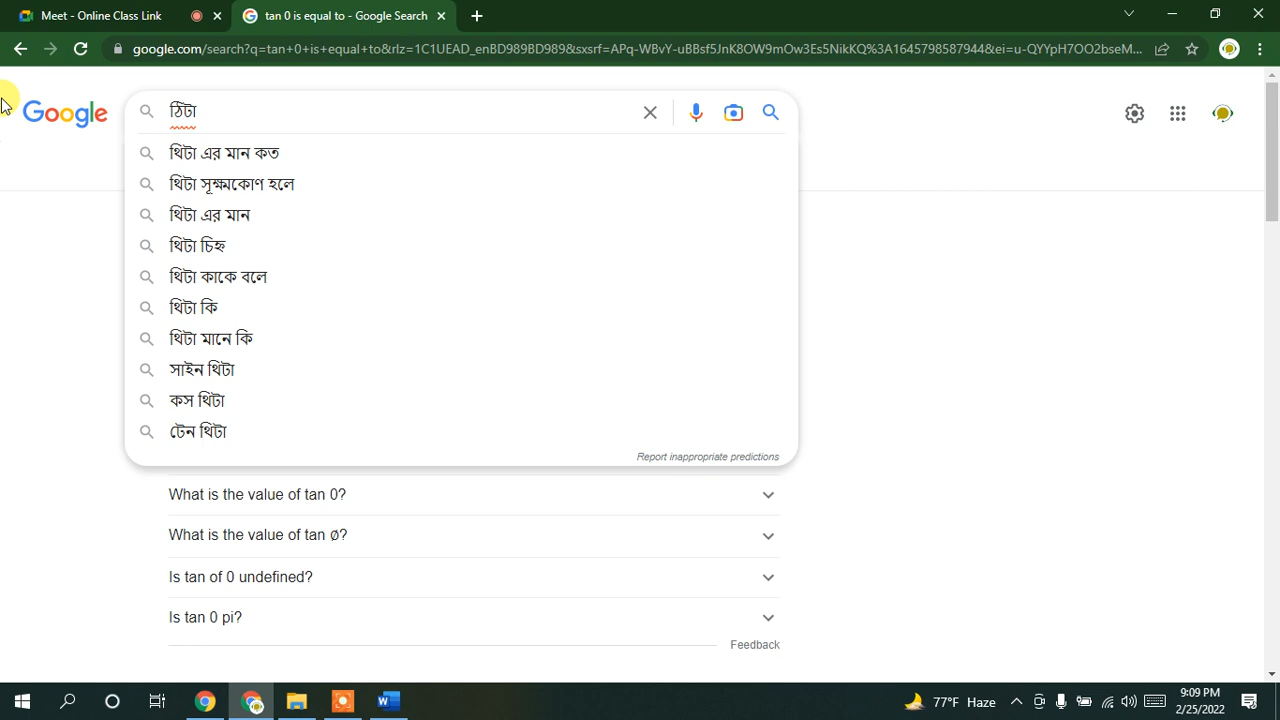 Meet - Online Class Link
tan 0 is equal to - Google Search
google.com/search?q=tan+0+is+equal+to&rlz=1C1UEAD_enBD989BD989&sxsrf=APq-WBvY-uBBsf5JnK8OW9mOw3Es5NikKQ%3A1645798587944&ei=u-QYYpH7OO2bseM...
Google
ঠিটা
থিটা এর মান কত
থিটা সূক্ষ্মকোণ হলে
থিটা এর মান
থিটা চিহ্ন
থিটা কাকে বলে
থিটা কি
থিটা মানে কি
সাইন থিটা
কস থিটা
টেন থিটা
Report inappropriate predictions
What is the value of tan 0?
What is the value of tan ø?
Is tan of 0 undefined?
Is tan 0 pi?
Feedback
77°F Haze
9:09 PM
2/25/2022